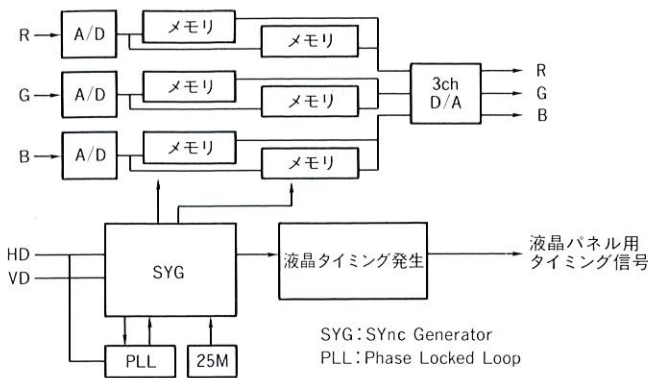 R
A/D
メモリ
メモリ
G
A/D
メモリ
メモリ
B
A/D
メモリ
メモリ
3ch
D/A
R
G
B
HD
VD
SYG
液晶タイミング発生
液晶パネル用
タイミング信号
PLL
25M
SYG:SYnc Generator
PLL:Phase Locked Loop